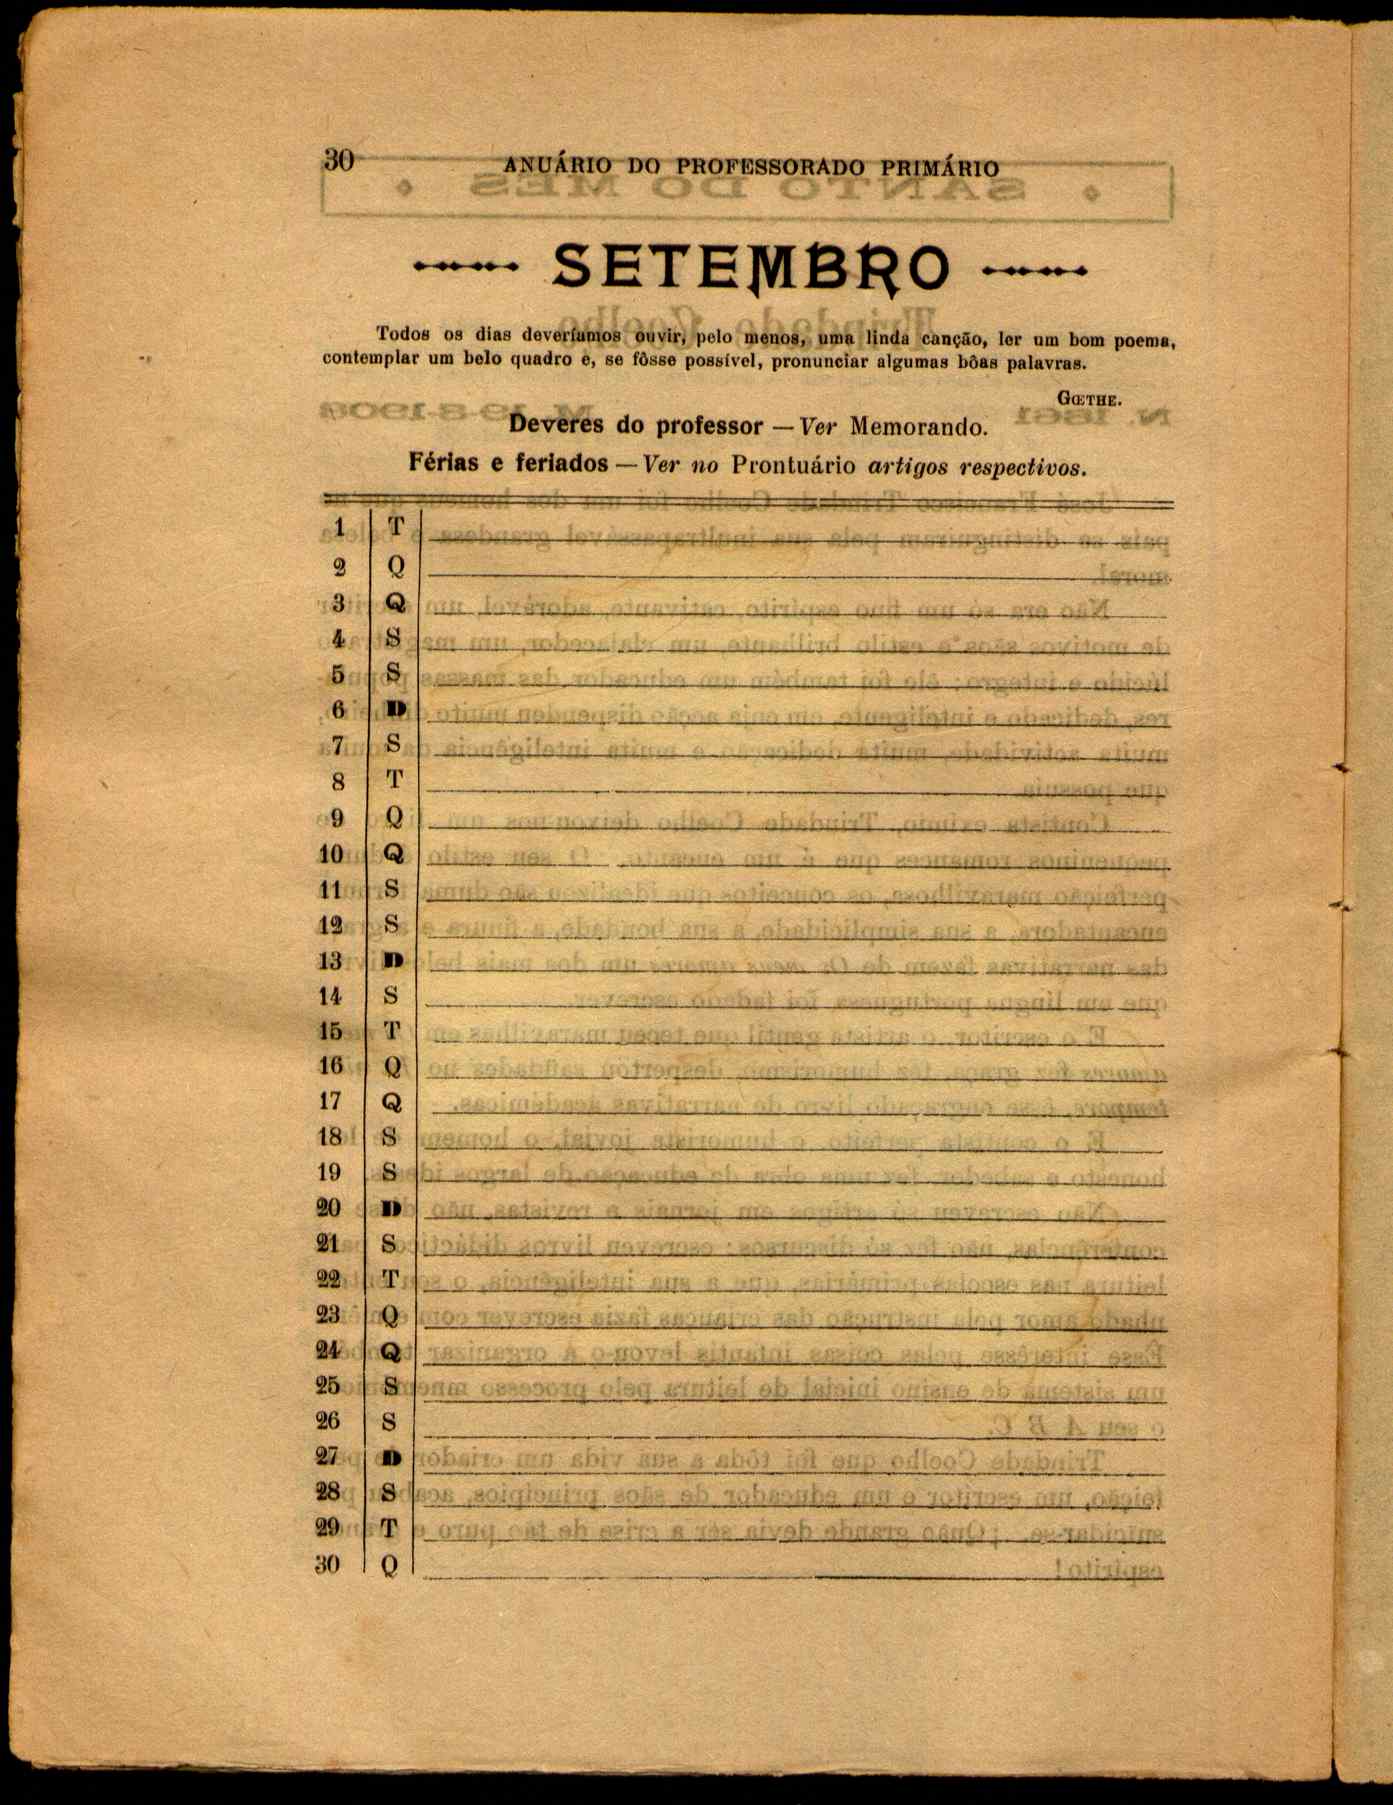 30
ANUÁRIO DO PROFESSORADO PRIMÁRIO
SETEMBRO
Todos os dias deveríamos ouvir, pelo menos, uma linda canção, ler um bom poema,
contemplar um belo quadro e, se fôsse possível, pronunciar algumas bôas palavras.
GŒTHE.
Deveres do professor — Ver Memorando.
Férias e feriados — Ver no Prontuário artigos respectivos.
1 T
2 Q
3 Q
4 S
5 S
6 D
7 S
8 T
9 Q
10 Q
11 S
12 S
13 D
14 S
15 T
16 Q
17 Q
18 S
19 S
20 D
21 S
22 T
23 Q
24 Q
25 S
26 S
27 D
28 S
29 T
30 Q